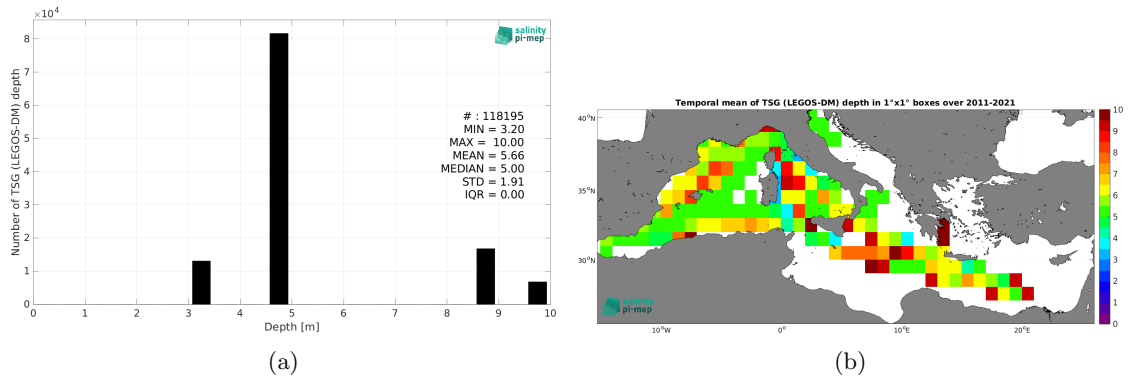 ×10⁴
salinity
pi-mep
8
7
6
5
4
3
2
1
0
Number of TSG (LEGOS-DM) depth
# : 118195
MIN = 3.20
MAX = 10.00
MEAN = 5.66
MEDIAN = 5.00
STD = 1.91
IQR = 0.00
0 1 2 3 4 5 6 7 8 9 10
Depth [m]
(a)
Temporal mean of TSG (LEGOS-DM) depth in 1°x1° boxes over 2011-2021
40°N
35°N
30°N
10°W 0° 10°E 20°E
salinity
pi-mep
10
9
8
7
6
5
4
3
2
1
0
(b)